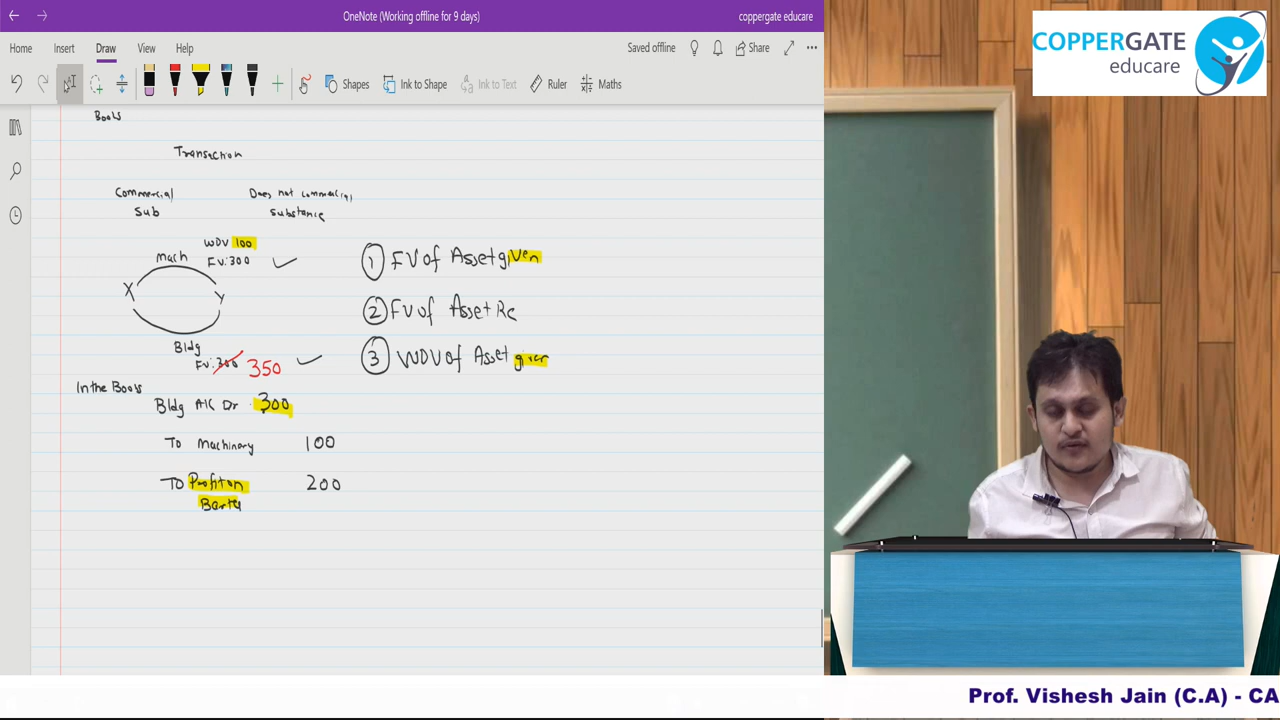 OneNote (Working offline for 9 days)
coppergate educare
Home Insert Draw View Help
Saved offline Share
Shapes Ink to Shape Ink to Text Ruler Maths
Books
Transaction
Commercial Does not commercial
Sub substance
WDV 100
Mach FV:300
X Y
Bldg
FV:300 350
① FV of Asset given
② FV of Asset Re
③ WDV of Asset given
In the Books
Bldg A/C Dr 300
To Machinary 100
To Profit on 200
Barter
COPPERGATE
educare
Prof. Vishesh Jain (C.A) - CA